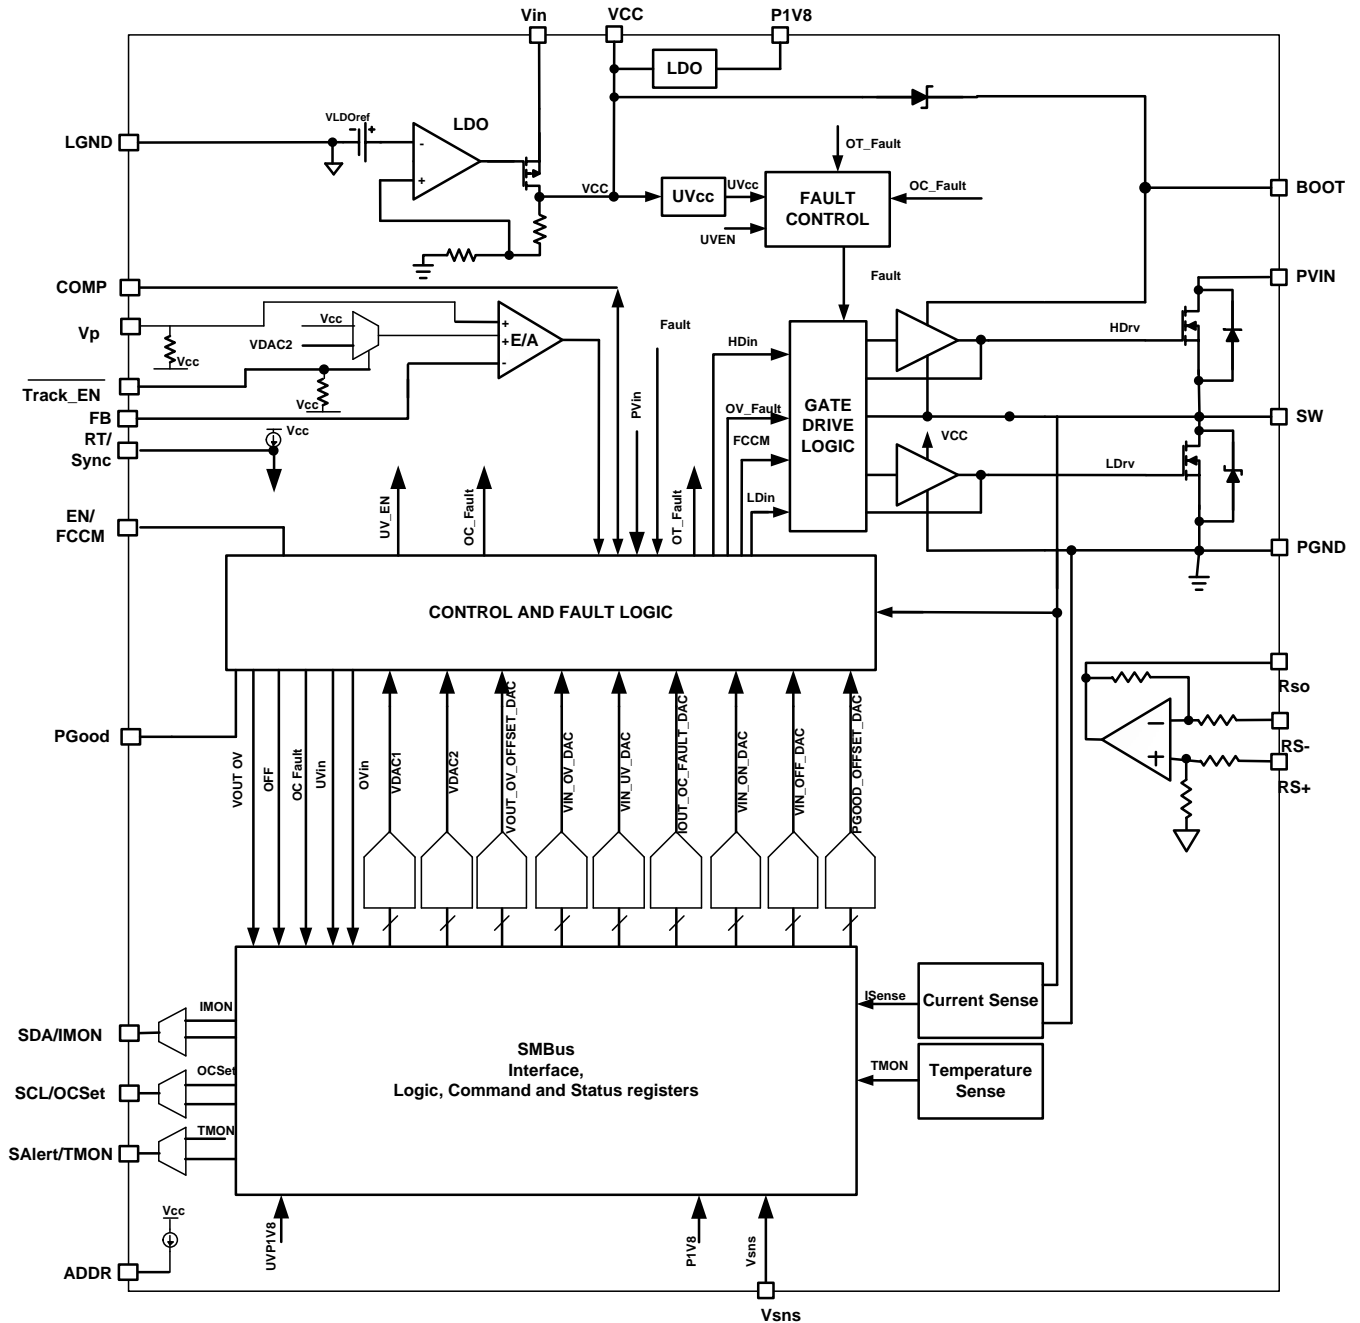 Vin
VCC
P1V8
LDO
LGND
VLDOref
- +
LDO
-
+
OT_Fault
VCC
UVcc
UVcc
FAULT
CONTROL
OC_Fault
BOOT
UVEN
COMP
Fault
PVIN
Vp
Vcc
VDAC2
Vcc
+
+
-
E/A
Fault
HDin
HDrv
Track_EN
Vcc
FB
PVin
OV_Fault
GATE
DRIVE
LOGIC
SW
RT/
Sync
Vcc
FCCM
VCC
LDrv
LDin
EN/
FCCM
UV_EN
OC_Fault
OT_Fault
PGND
CONTROL AND FAULT LOGIC
Rso
RS-
RS+
PGood
VOUT OV
OFF
OC Fault
UVin
OVin
VDAC1
VDAC2
VOUT_OV_OFFSET_DAC
VIN_OV_DAC
VIN_UV_DAC
IOUT_OC_FAULT_DAC
VIN_ON_DAC
VIN_OFF_DAC
PGOOD_OFFSET_DAC
SDA/IMON
IMON
ISense
Current Sense
SMBus
Interface,
Logic, Command and Status registers
SCL/OCSet
OCSet
TMON
Temperature
Sense
SAlert/TMON
TMON
Vcc
ADDR
UVP1V8
P1V8
Vsns
Vsns